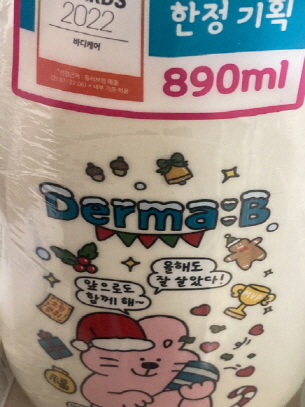 2022
바디케어
한정 기획
890ml
Derma:B
올해도
잘 살았다!
앞으로도
함께 해~